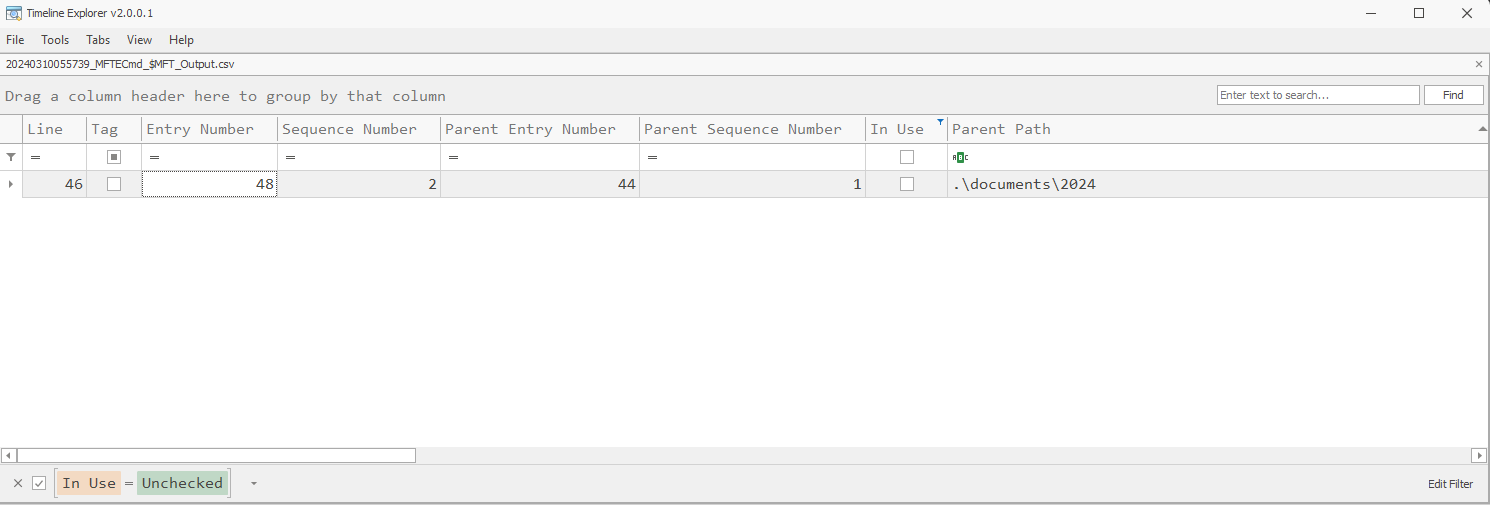 Timeline Explorer v2.0.0.1
File Tools Tabs View Help
20240310055739_MFTECmd_$MFT_Output.csv
Drag a column header here to group by that column
Enter text to search... Find
Line Tag Entry Number Sequence Number Parent Entry Number Parent Sequence Number In Use Parent Path
= = = = =
46 48 2 44 1 .\documents\2024
In Use = Unchecked Edit Filter